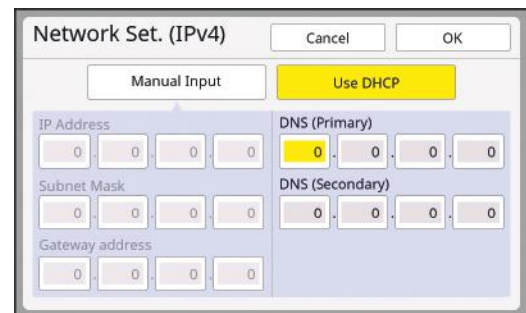 Network Set. (IPv4)
Cancel
OK
Manual Input
Use DHCP
IP Address
0 . 0 . 0 . 0
Subnet Mask
0 . 0 . 0 . 0
Gateway address
0 . 0 . 0 . 0
DNS (Primary)
0 . 0 . 0 . 0
DNS (Secondary)
0 . 0 . 0 . 0